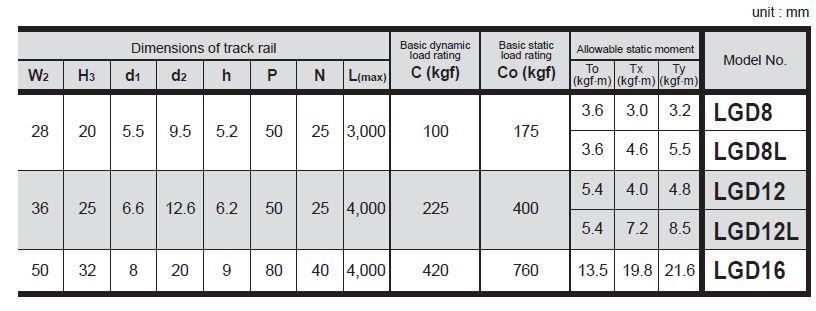 unit : mm
Dimensions of track rail Basic dynamic load rating C (kgf) Basic static load rating Co (kgf) Allowable static moment Model No.
W2 H3 d1 d2 h P N L(max) To (kgf·m) Tx (kgf·m) Ty (kgf·m)
28 20 5.5 9.5 5.2 50 25 3,000 100 175 3.6 3.0 3.2 LGD8
3.6 4.6 5.5 LGD8L
36 25 6.6 12.6 6.2 50 25 4,000 225 400 5.4 4.0 4.8 LGD12
5.4 7.2 8.5 LGD12L
50 32 8 20 9 80 40 4,000 420 760 13.5 19.8 21.6 LGD16